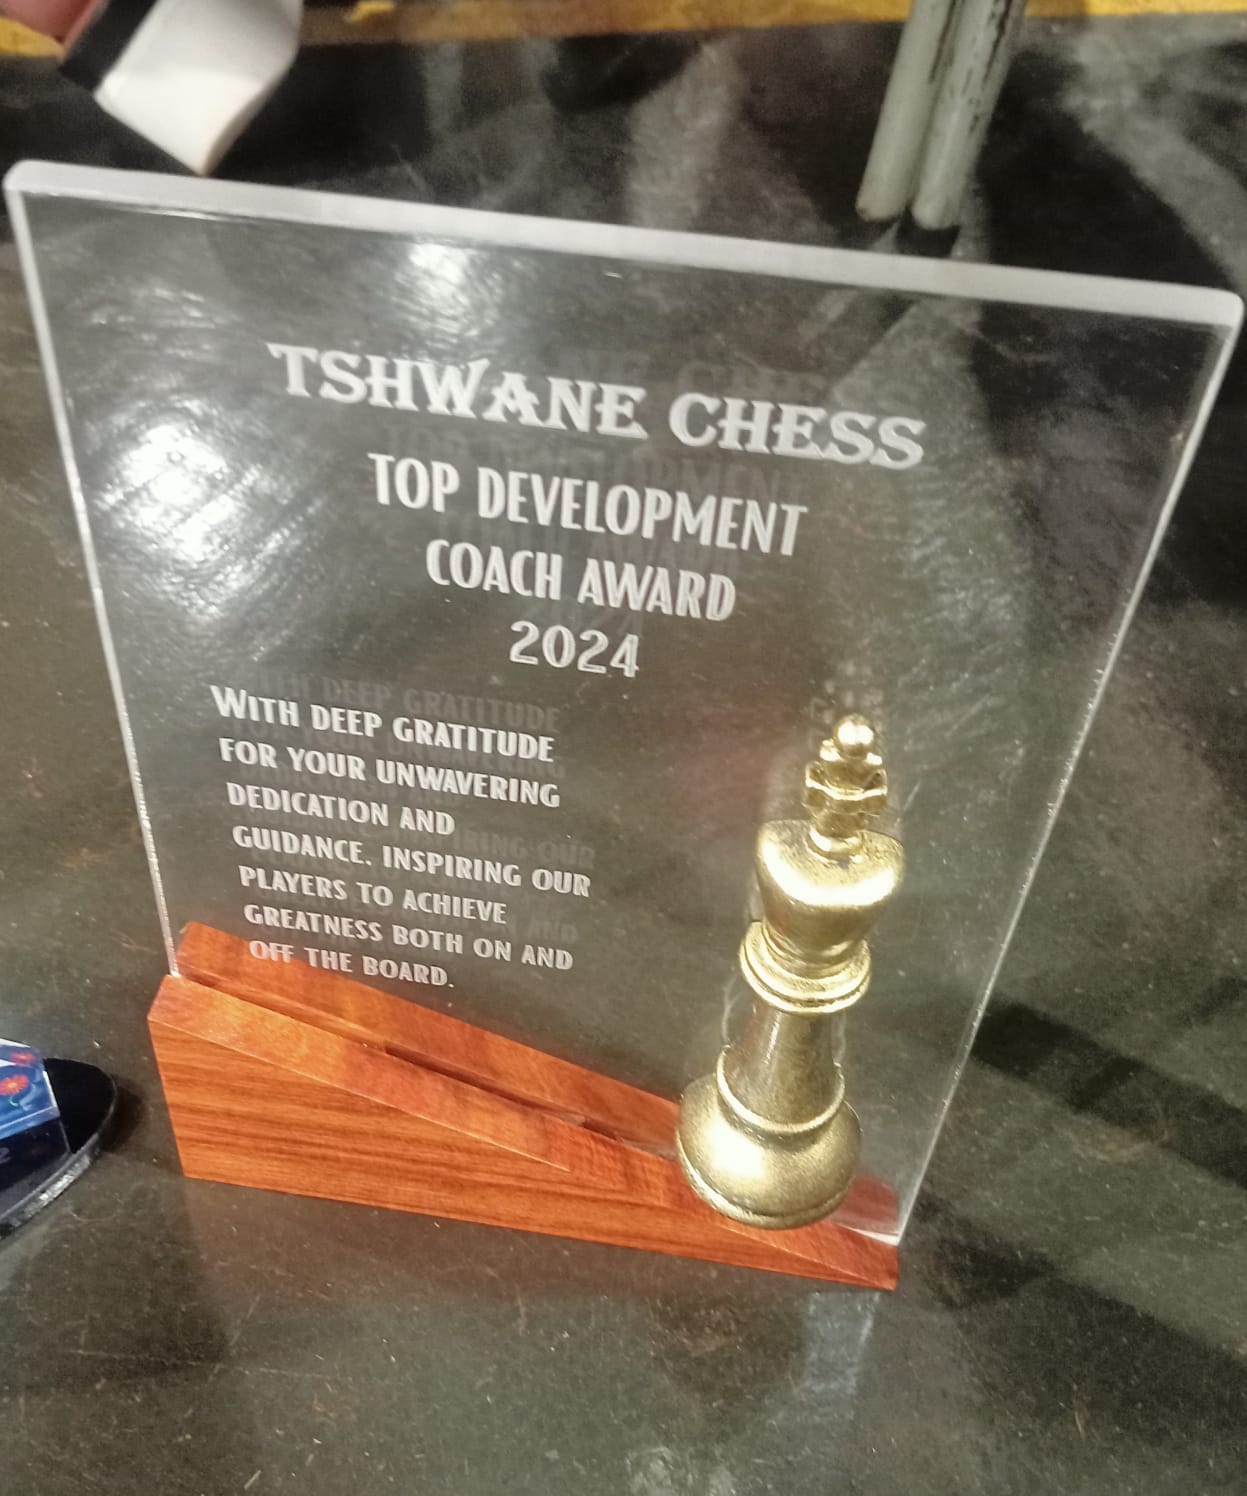 TSHWANE CHESS
TOP DEVELOPMENT
COACH AWARD
2024
WITH DEEP GRATITUDE
FOR YOUR UNWAVERING
DEDICATION AND
GUIDANCE. INSPIRING OUR
PLAYERS TO ACHIEVE
GREATNESS BOTH ON AND
OFF THE BOARD.
2